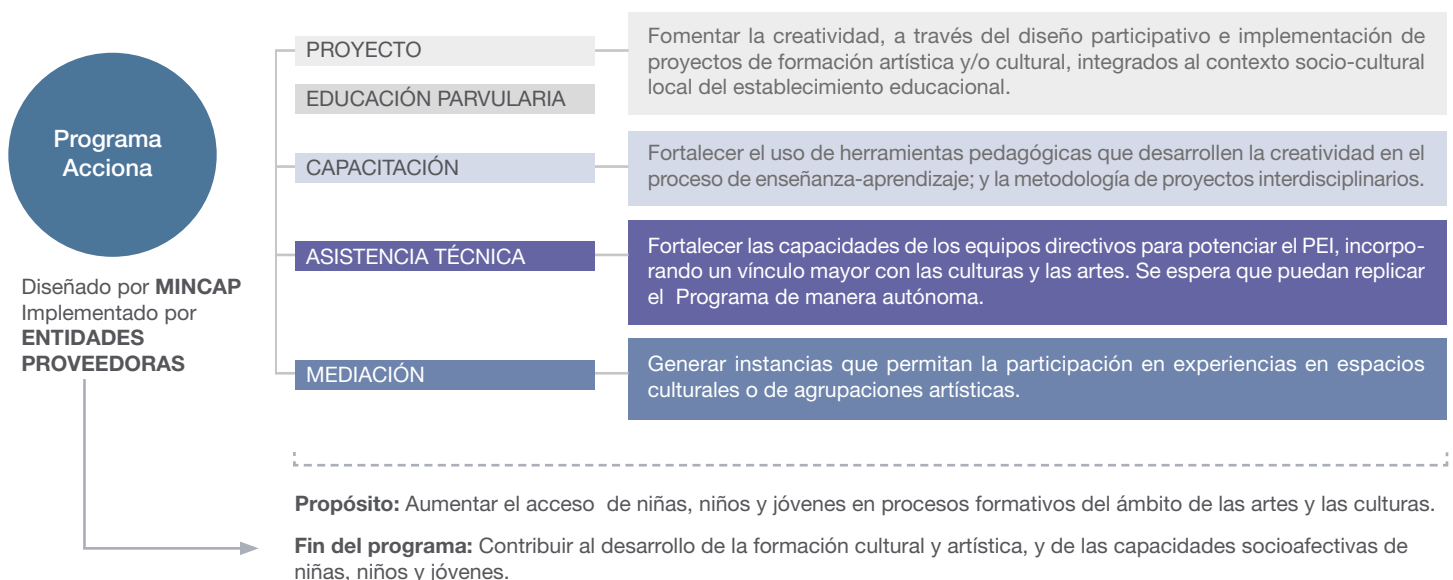 Programa
Acciona
Diseñado por MINCAP
Implementado por
ENTIDADES
PROVEEDORAS
PROYECTO
EDUCACIÓN PARVULARIA
Fomentar la creatividad, a través del diseño participativo e implementación de
proyectos de formación artística y/o cultural, integrados al contexto socio-cultural
local del establecimiento educacional.
CAPACITACIÓN
Fortalecer el uso de herramientas pedagógicas que desarrollen la creatividad en el
proceso de enseñanza-aprendizaje; y la metodología de proyectos interdisciplinarios.
ASISTENCIA TÉCNICA
Fortalecer las capacidades de los equipos directivos para potenciar el PEI, incorpo-
rando un vínculo mayor con las culturas y las artes. Se espera que puedan replicar
el Programa de manera autónoma.
MEDIACIÓN
Generar instancias que permitan la participación en experiencias en espacios
culturales o de agrupaciones artísticas.
Propósito: Aumentar el acceso de niñas, niños y jóvenes en procesos formativos del ámbito de las artes y las culturas.
Fin del programa: Contribuir al desarrollo de la formación cultural y artística, y de las capacidades socioafectivas de
niñas, niños y jóvenes.